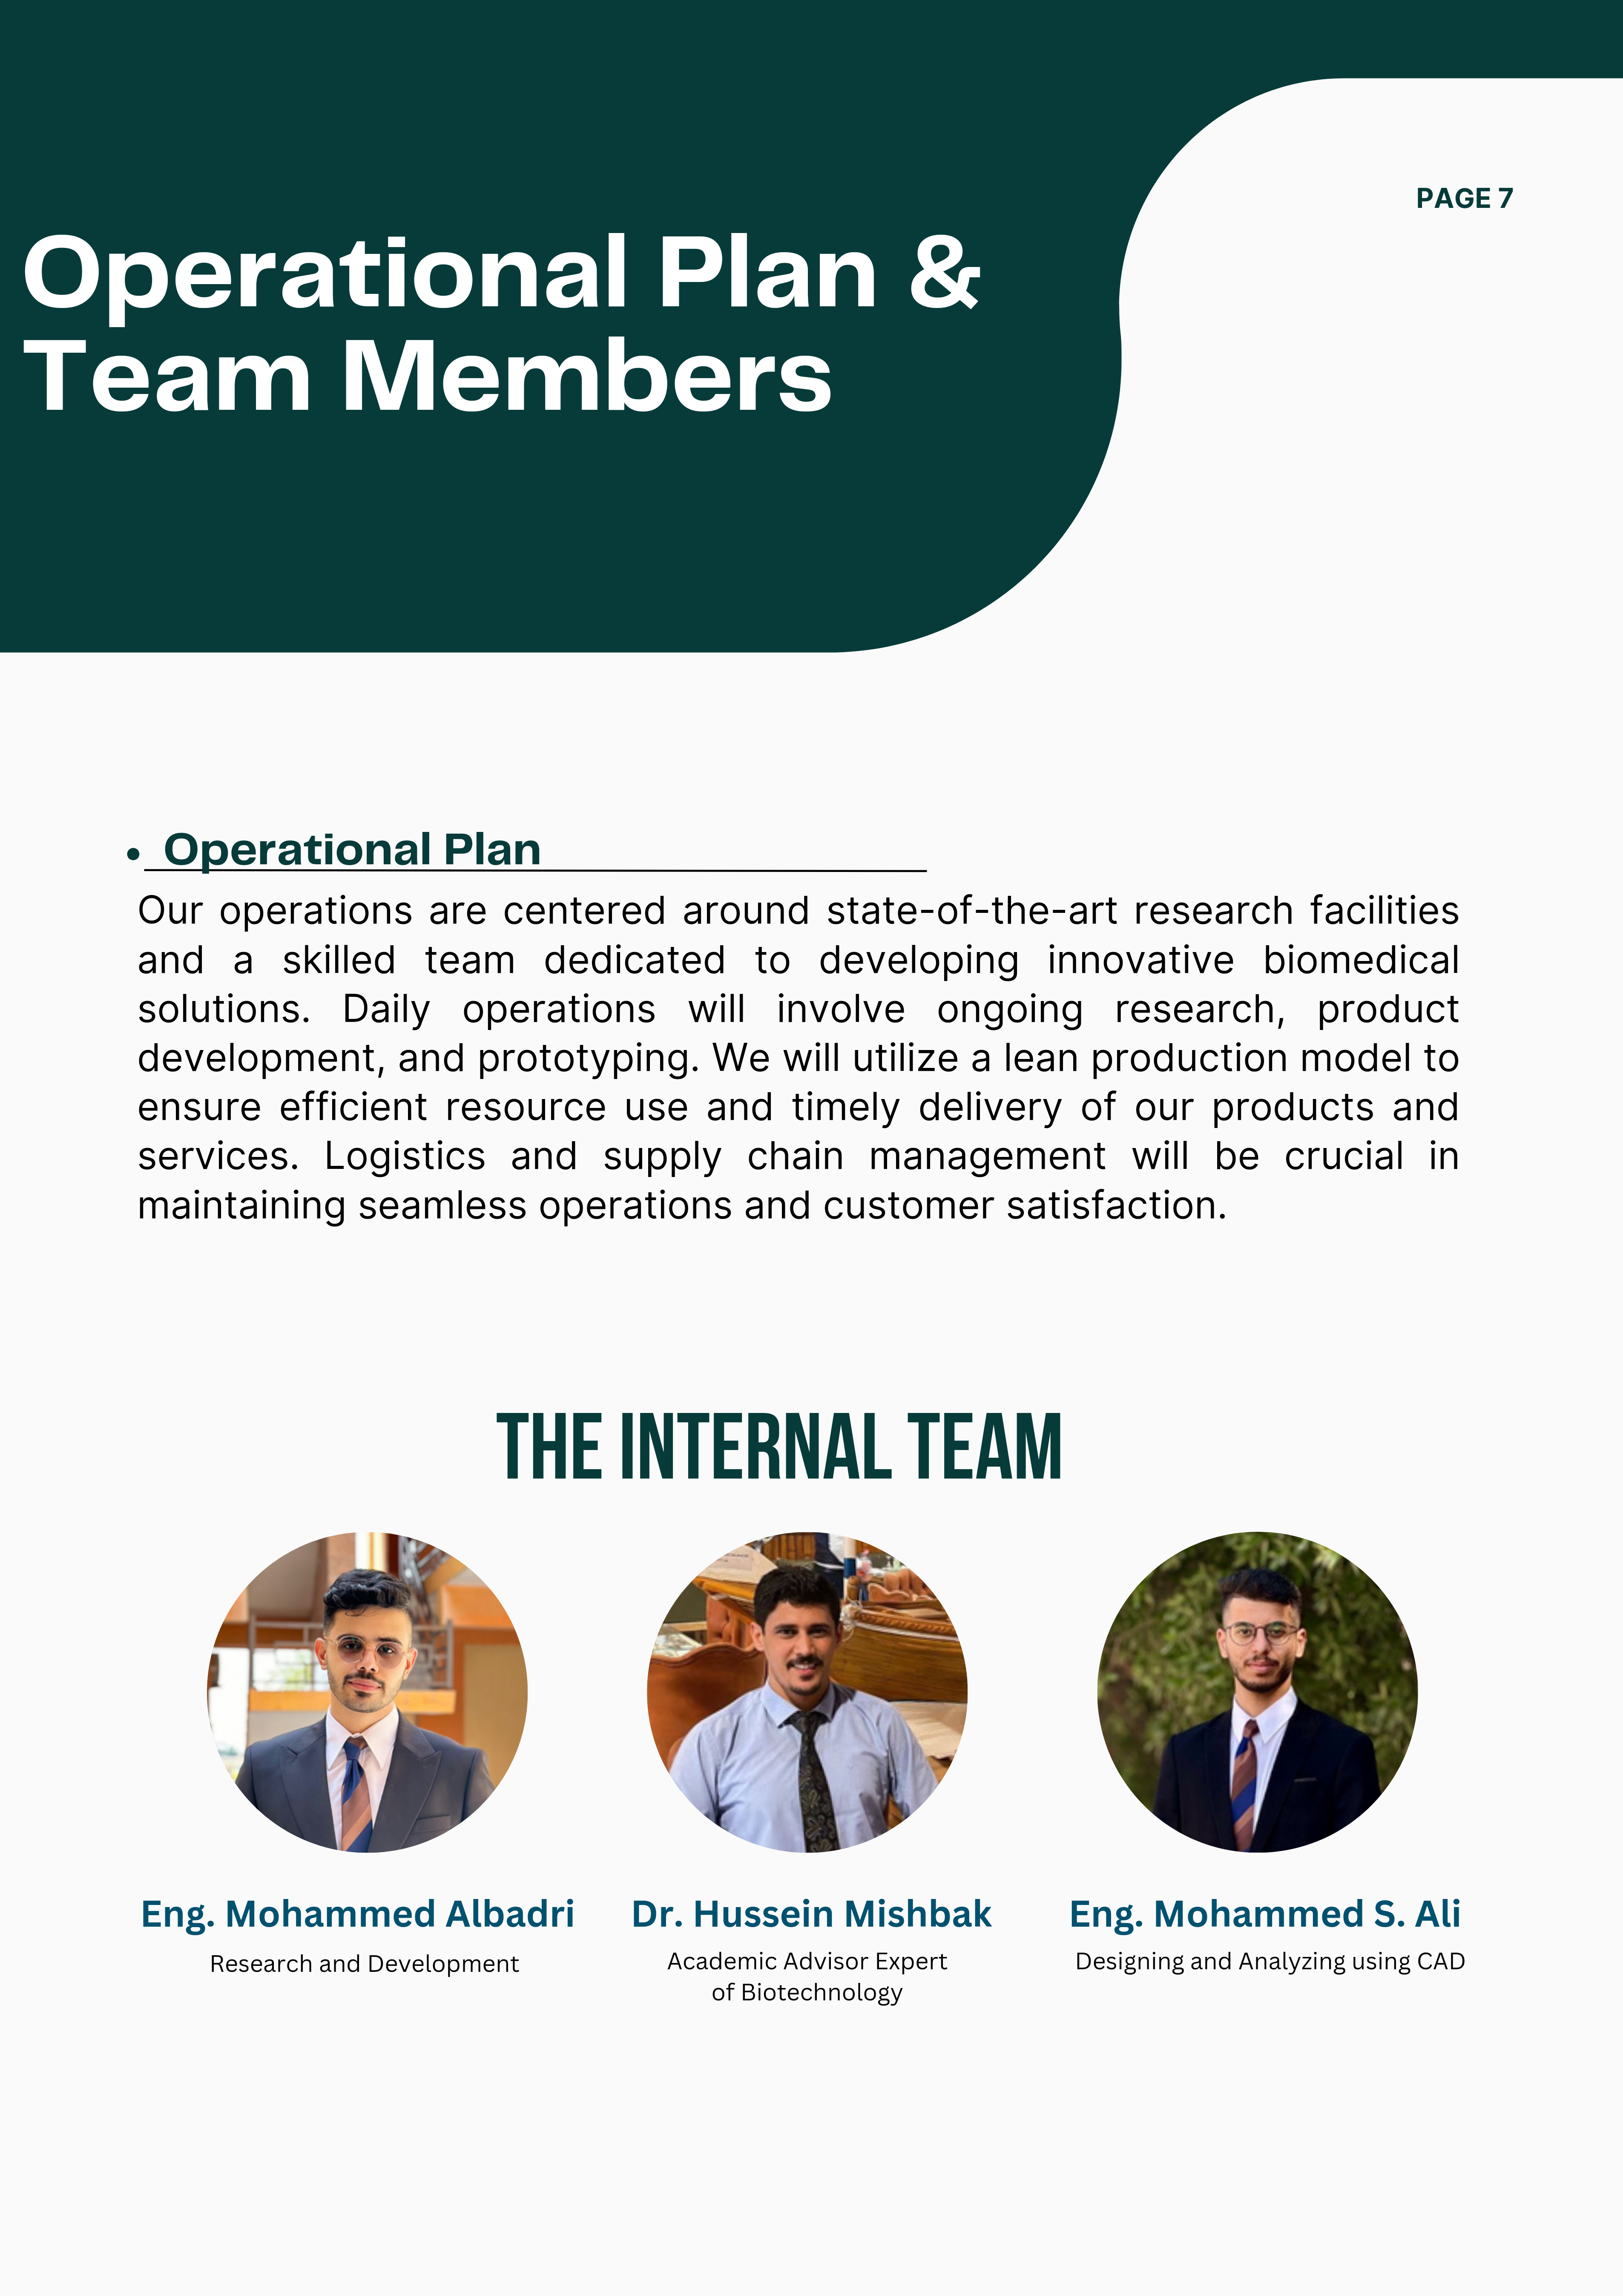 PAGE 7
Operational Plan &
Team Members
• Operational Plan
Our operations are centered around state-of-the-art research facilities
and a skilled team dedicated to developing innovative biomedical
solutions. Daily operations will involve ongoing research, product
development, and prototyping. We will utilize a lean production model to
ensure efficient resource use and timely delivery of our products and
services. Logistics and supply chain management will be crucial in
maintaining seamless operations and customer satisfaction.
THE INTERNAL TEAM
Eng. Mohammed Albadri
Research and Development
Dr. Hussein Mishbak
Academic Advisor Expert
of Biotechnology
Eng. Mohammed S. Ali
Designing and Analyzing using CAD